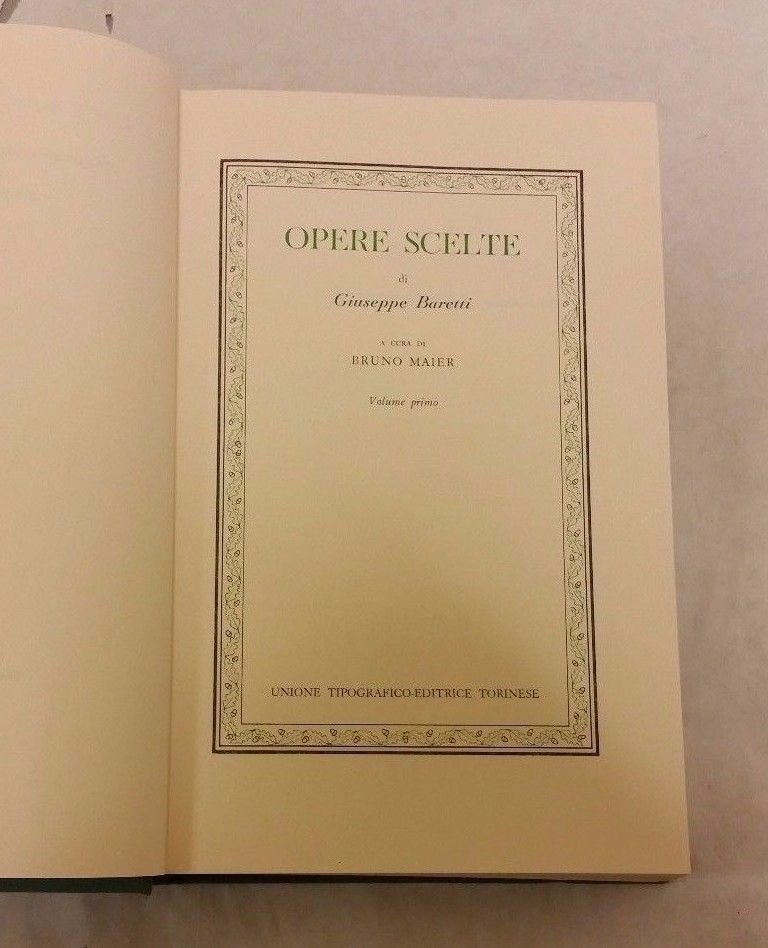 OPERE SCELTE
di
Giuseppe Baretti
A CURA DI
BRUNO MAIER
Volume primo
UNIONE TIPOGRAFICO-EDITRICE TORINESE